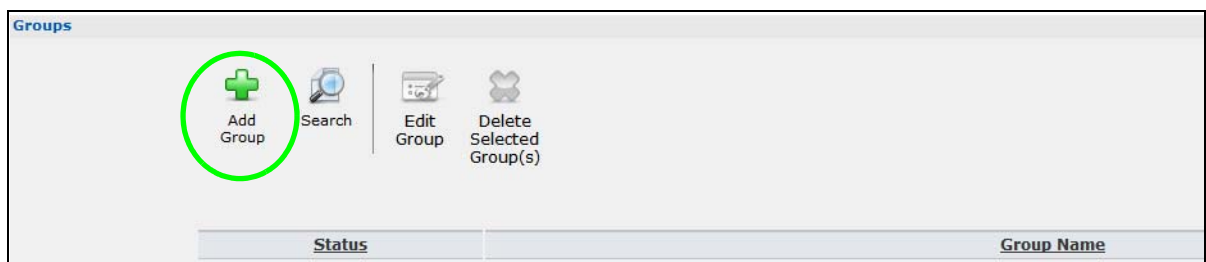 Groups
Add
Group
Search
Edit
Group
Delete
Selected
Group(s)
Status
Group Name